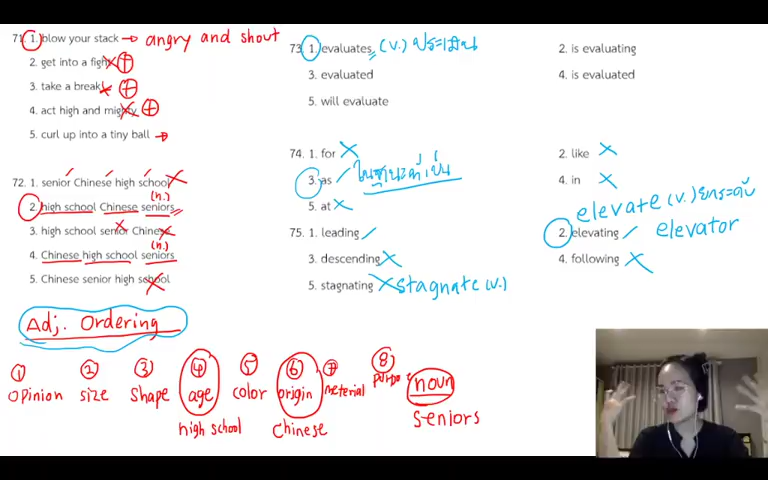 71. 1. blow your stack → angry and shout
2. get into a fight
3. take a break
4. act high and mighty
5. curl up into a tiny ball →
72. 1. senior Chinese high school
(n.)
2. high school Chinese seniors
3. high school senior Chinese
(n.)
4. Chinese high school seniors
5. Chinese senior high school
Adj. Ordering
① ② ③ ④ ⑤ ⑥ ⑦ ⑧
opinion size shape age color origin material noun
high school Chinese seniors
73. 1. evaluates (v.) ประเมิน
2. is evaluating
3. evaluated
4. is evaluated
5. will evaluate
74. 1. for
2. like
3. as ในฐานะที่เป็น
4. in
5. at
elevate (v.) ยกระดับ
75. 1. leading
2. elevating elevator
3. descending
4. following
5. stagnating stagnate (v.)